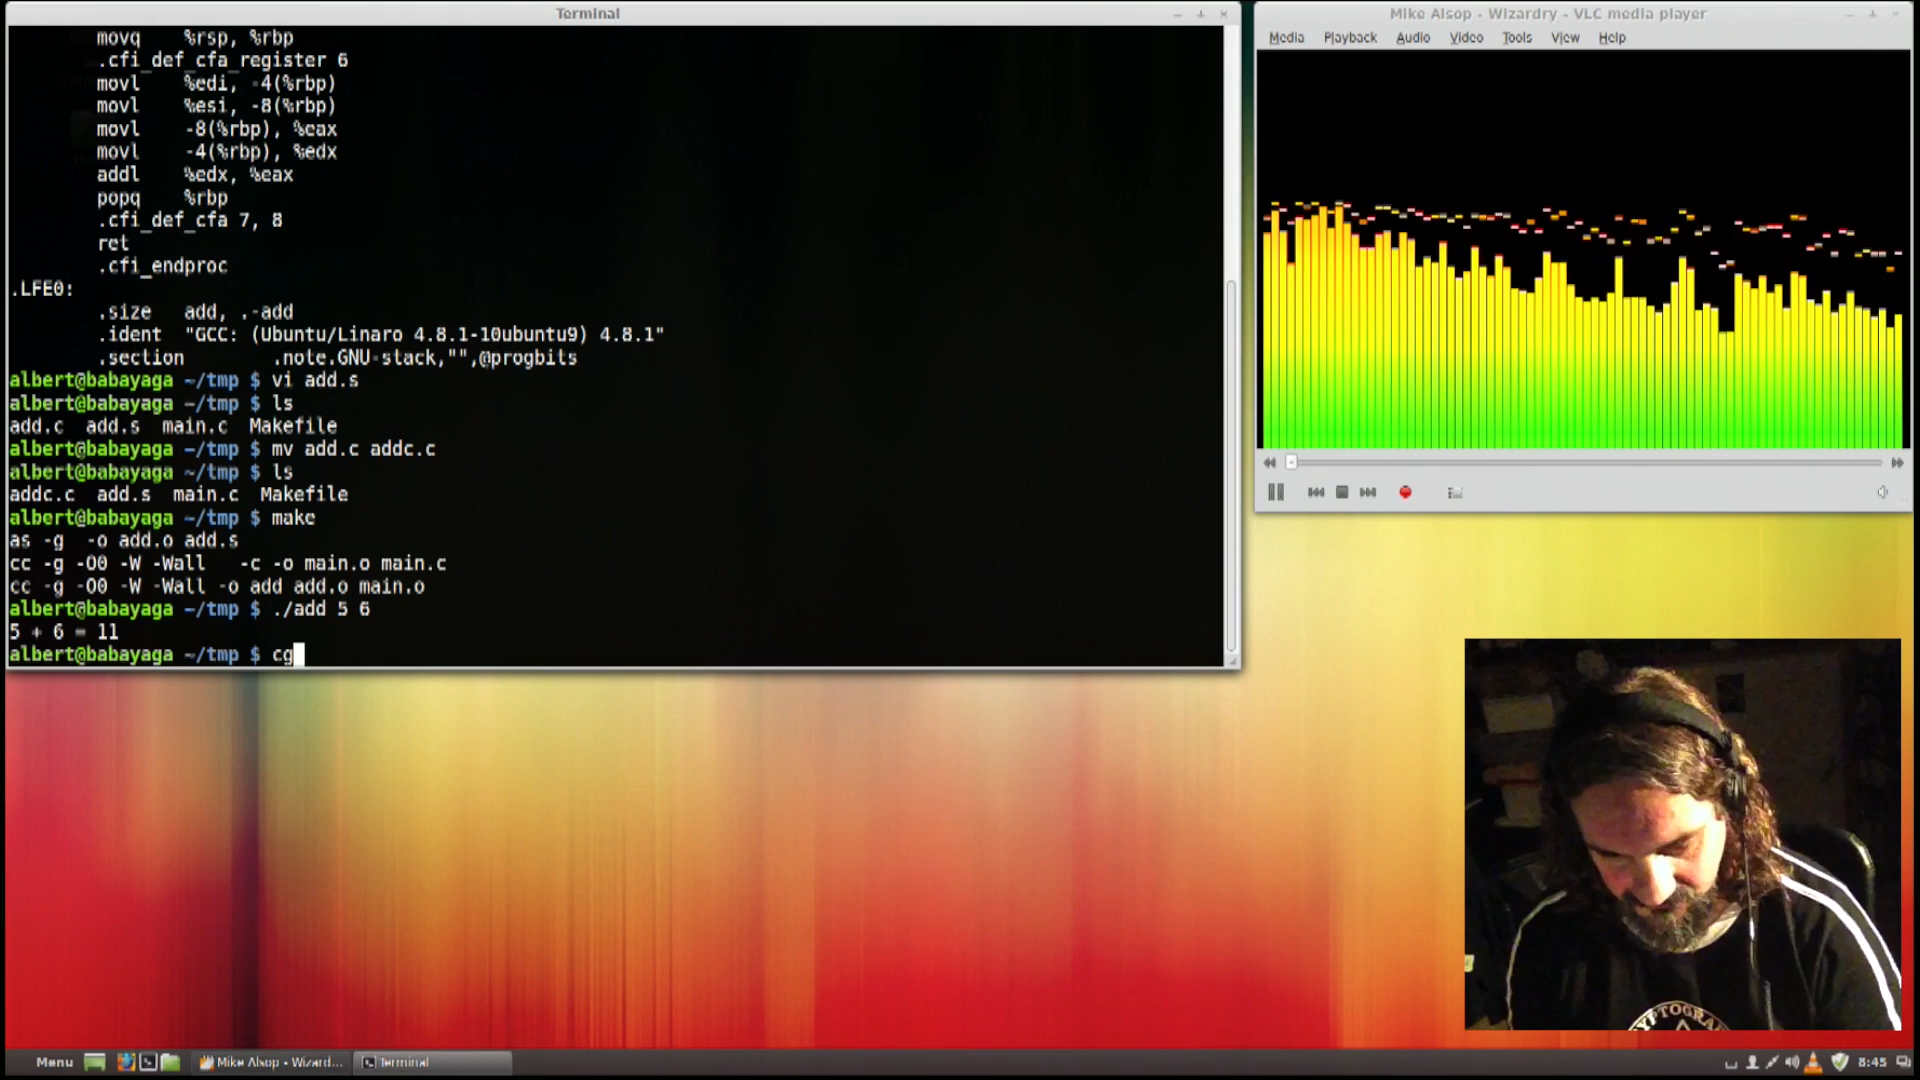 Terminal
movq %rsp, %rbp
.cfi_def_cfa_register 6
movl %edi, -4(%rbp)
movl %esi, -8(%rbp)
movl -8(%rbp), %eax
movl -4(%rbp), %edx
addl %edx, %eax
popq %rbp
.cfi_def_cfa 7, 8
ret
.cfi_endproc
.LFE0:
.size add, .-add
.ident "GCC: (Ubuntu/Linaro 4.8.1-10ubuntu9) 4.8.1"
.section .note.GNU-stack,"",@progbits
albert@babayaga ~/tmp $ vi add.s
albert@babayaga ~/tmp $ ls
add.c add.s main.c Makefile
albert@babayaga ~/tmp $ mv add.c addc.c
albert@babayaga ~/tmp $ ls
addc.c add.s main.c Makefile
albert@babayaga ~/tmp $ make
as -g -o add.o add.s
cc -g -O0 -W -Wall -c -o main.o main.c
cc -g -O0 -W -Wall -o add add.o main.o
albert@babayaga ~/tmp $ ./add 5 6
5 + 6 = 11
albert@babayaga ~/tmp $ cg
Mike Alsop - Wizardry - VLC media player
Media Playback Audio Video Tools View Help
Menu
Mike Alsop - Wizard...
Terminal
8:45